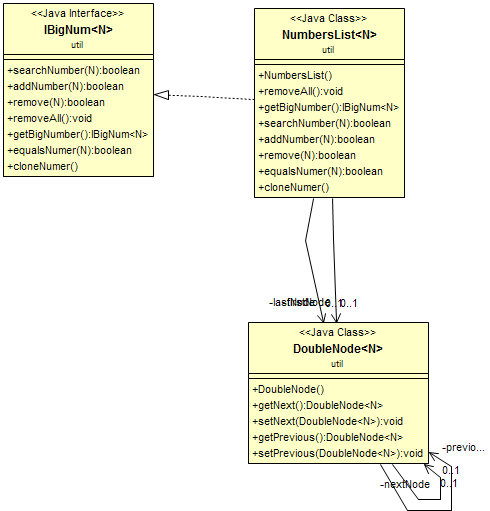 <<Java Interface>>
IBigNum<N>
util
+searchNumber(N):boolean
+addNumber(N):boolean
+remove(N):boolean
+removeAll():void
+getBigNumber():IBigNum<N>
+equalsNumer(N):boolean
+cloneNumer()
<<Java Class>>
NumbersList<N>
util
+NumbersList()
+removeAll():void
+getBigNumber():IBigNum<N>
+searchNumber(N):boolean
+addNumber(N):boolean
+remove(N):boolean
+equalsNumer(N):boolean
+cloneNumer()
0..1 0..1
<<Java Class>>
DoubleNode<N>
util
+DoubleNode()
+getNext():DoubleNode<N>
+setNext(DoubleNode<N>):void
+getPrevious():DoubleNode<N>
+setPrevious(DoubleNode<N>):void
-previo...
0..1
-nextNode 0..1